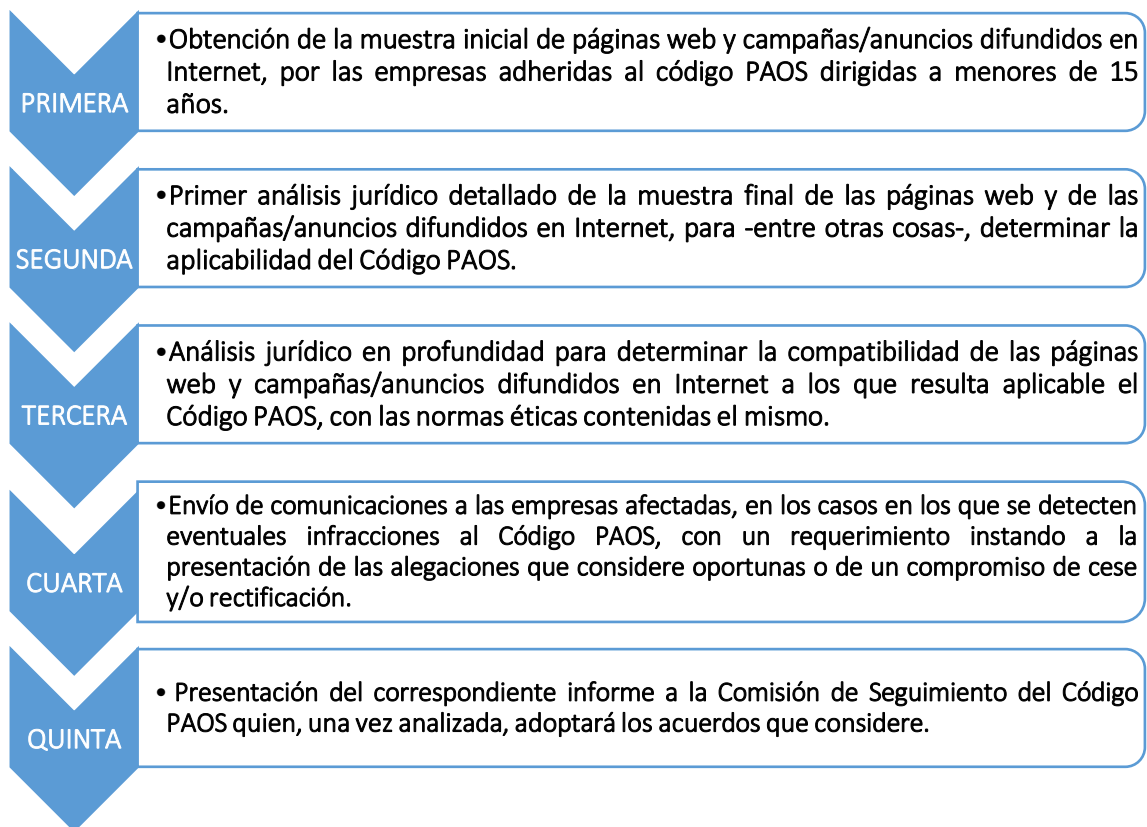 PRIMERA
•Obtención de la muestra inicial de páginas web y campañas/anuncios difundidos en
Internet, por las empresas adheridas al código PAOS dirigidas a menores de 15
años.
SEGUNDA
•Primer análisis jurídico detallado de la muestra final de las páginas web y de las
campañas/anuncios difundidos en Internet, para -entre otras cosas-, determinar la
aplicabilidad del Código PAOS.
TERCERA
•Análisis jurídico en profundidad para determinar la compatibilidad de las páginas
web y campañas/anuncios difundidos en Internet a los que resulta aplicable el
Código PAOS, con las normas éticas contenidas el mismo.
CUARTA
•Envío de comunicaciones a las empresas afectadas, en los casos en los que se detecten
eventuales infracciones al Código PAOS, con un requerimiento instando a la
presentación de las alegaciones que considere oportunas o de un compromiso de cese
y/o rectificación.
QUINTA
• Presentación del correspondiente informe a la Comisión de Seguimiento del Código
PAOS quien, una vez analizada, adoptará los acuerdos que considere.